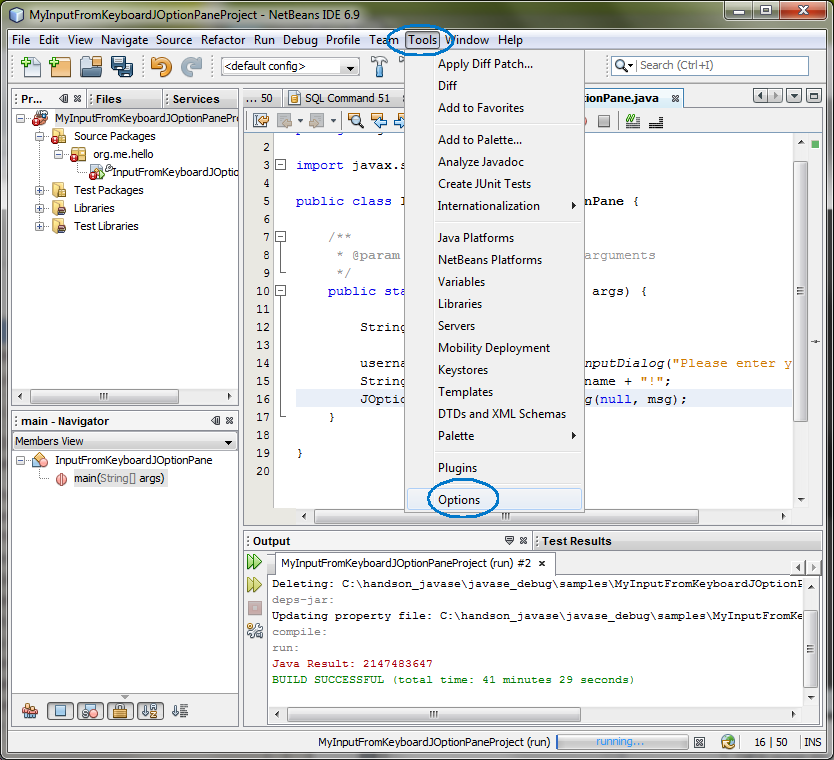 MyInputFromKeyboardJOptionPaneProject - NetBeans IDE 6.9
File Edit View Navigate Source Refactor Run Debug Profile Team Tools Window Help
<default config>
Search (Ctrl+I)
Pr... Files Services
... 50 SQL Command 51 tionPane.java
MyInputFromKeyboardJOptionPanePr
Source Packages
org.me.hello
InputFromKeyboardJOptio
Test Packages
Libraries
Test Libraries
Apply Diff Patch...
Diff
Add to Favorites
Add to Palette...
Analyze Javadoc
Create JUnit Tests
Internationalization
Java Platforms
NetBeans Platforms
Variables
Libraries
Servers
Mobility Deployment
Keystores
Templates
DTDs and XML Schemas
Palette
Plugins
Options
2
3 import javax.s
4
5 public class I onPane {
6
7 /**
8 * @param arguments
9 */
10 public sta args) {
11
12 String
13
14 userna nputDialog("Please enter y
15 String name + "!";
16 JOptio g(null, msg);
17 }
18
19 }
20
main - Navigator
Members View
InputFromKeyboardJOptionPane
main(String[] args)
Output Test Results
MyInputFromKeyboardJOptionPaneProject (run) #2
Deleting: C:\handson_javase\javase_debug\samples\MyInputFromKeyboardJOptionP
deps-jar:
Updating property file: C:\handson_javase\javase_debug\samples\MyInputFromKe
compile:
run:
Java Result: 2147483647
BUILD SUCCESSFUL (total time: 41 minutes 29 seconds)
MyInputFromKeyboardJOptionPaneProject (run) running... 16 | 50 INS